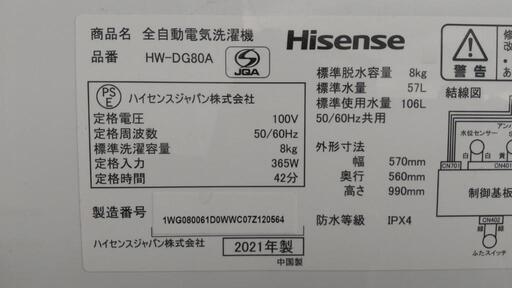 商品名 全自動電気洗濯機
品番 HW-DG80A
JQA
Hisense
PS
E
ハイセンスジャパン株式会社
定格電圧 100V
定格周波数 50/60Hz
標準洗濯容量 8kg
定格入力 365W
定格時間 42分
製造番号 1WG080061D0WWC07Z120564
ハイセンスジャパン株式会社 2021年製
中国製
標準脱水容量 8kg
標準水量 57L
標準使用水量 106L
50/60Hz共用
外形寸法
幅 570mm
奥行 560mm
高さ 990mm
防水等級 IPX4
警告
結線図
水位センサー
白 白 黄
CN701 CN401
制御基板
CN402
緑 緑
ふたスイッチ